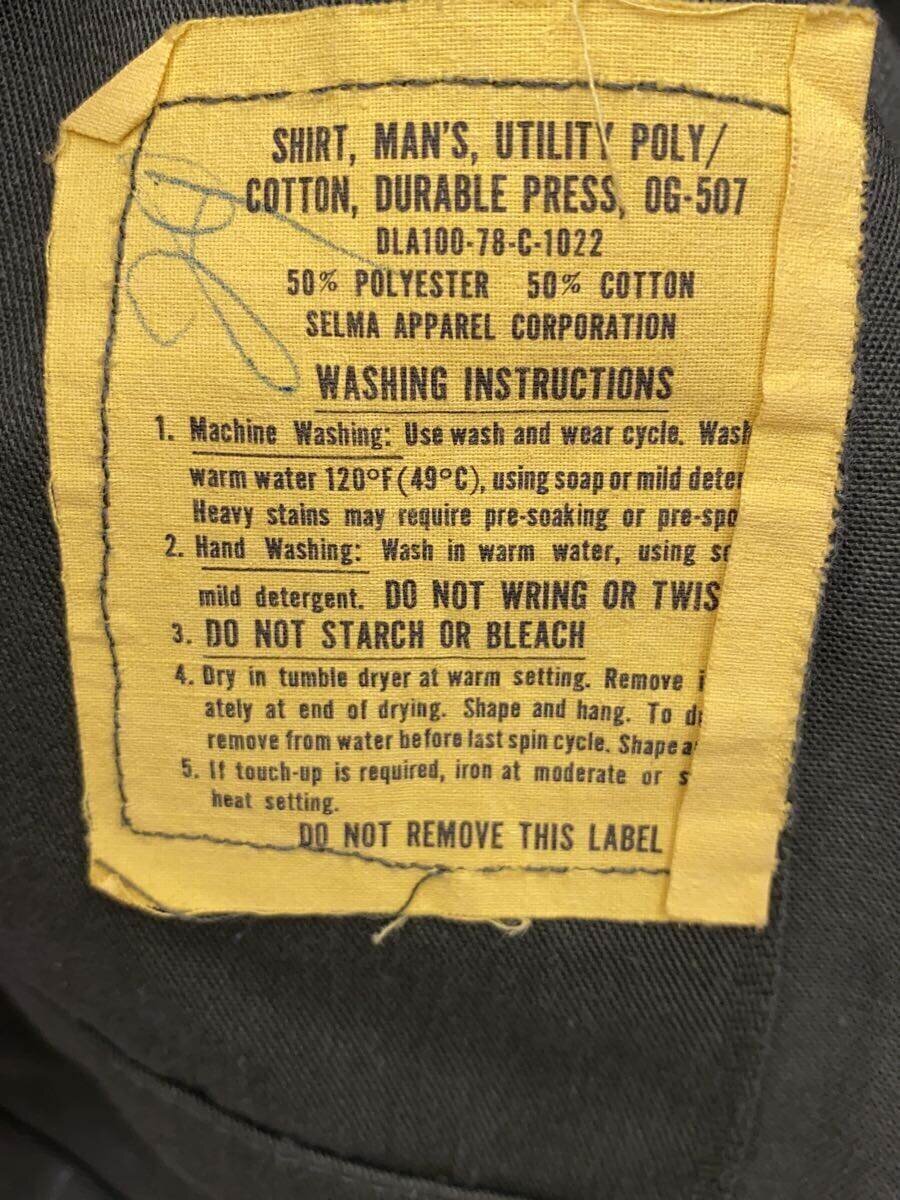 SHIRT, MAN'S, UTILITY POLY/
COTTON, DURABLE PRESS, OG-507
DLA100-78-C-1022
50% POLYESTER 50% COTTON
SELMA APPAREL CORPORATION
WASHING INSTRUCTIONS
1. Machine Washing: Use wash and wear cycle. Wash
warm water 120°F (49°C), using soap or mild deter
Heavy stains may require pre-soaking or pre-spo
2. Hand Washing: Wash in warm water, using so
mild detergent. DO NOT WRING OR TWIS
3. DO NOT STARCH OR BLEACH
4. Dry in tumble dryer at warm setting. Remove i
ately at end of drying. Shape and hang. To d
remove from water before last spin cycle. Shape a
5. If touch-up is required, iron at moderate or s
heat setting.
DO NOT REMOVE THIS LABEL